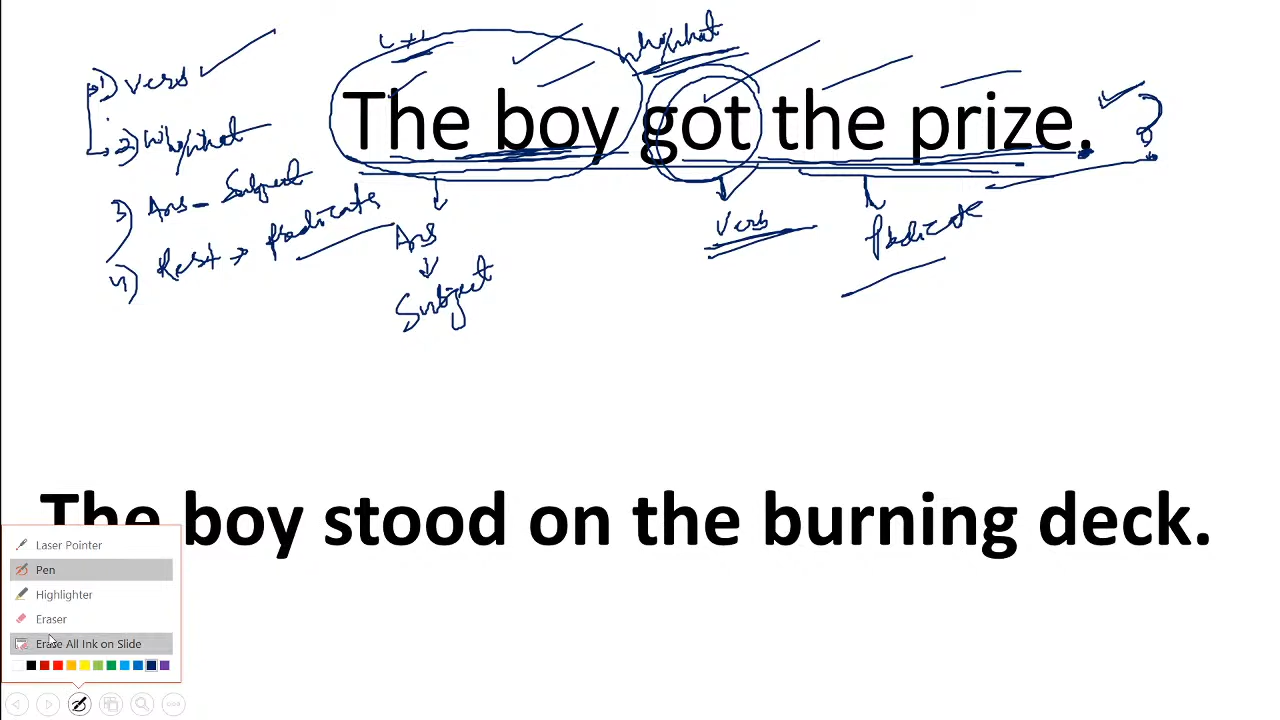 Who/what
1) Verb
The boy got the prize. ?
2) Who/what
3) Ans - Subject
4) Rest → Predicate
Ans
Verb
Predicate
Subject
The boy stood on the burning deck.
Laser Pointer
Pen
Highlighter
Eraser
Erase All Ink on Slide